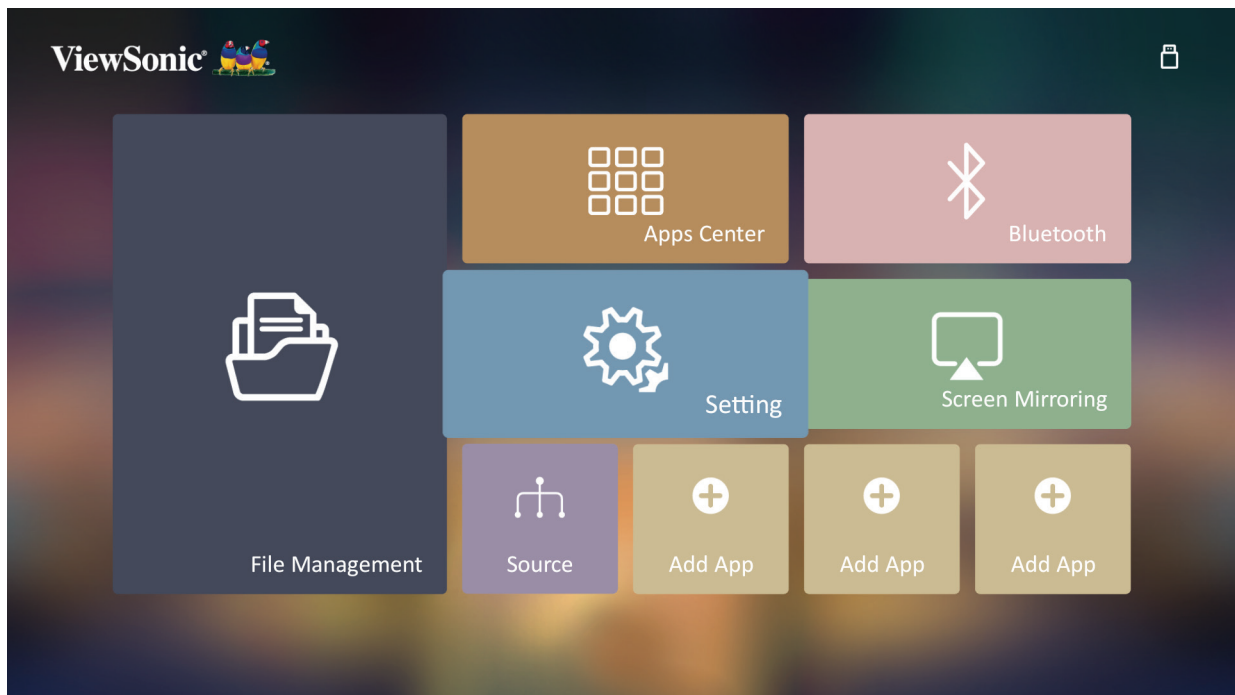 ViewSonic®
Apps Center
Bluetooth
Setting
Screen Mirroring
File Management
Source
Add App
Add App
Add App